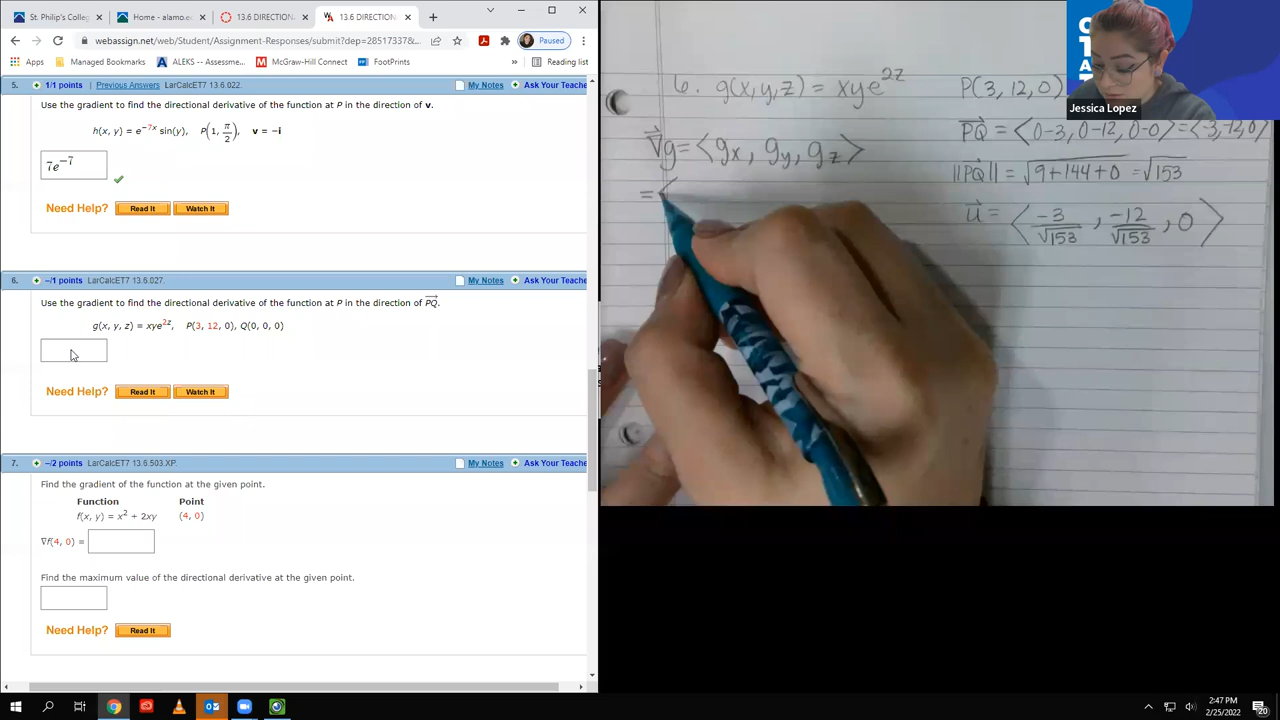 St. Philip's Colleg
Home - alamo.ec
13.6 DIRECTION
13.6 DIRECTION
webassign.net/web/Student/Assignment-Responses/submit?dep=28517337&...
Paused
Apps
Managed Bookmarks
ALEKS -- Assessme...
McGraw-Hill Connect
FootPrints
»
Reading list
5. 1/1 points Previous Answers LarCalcET7 13.6.022. My Notes Ask Your Teache
Use the gradient to find the directional derivative of the function at P in the direction of v.
h(x, y) = e^{-7x} sin(y), P(1, π/2), v = −i
7e^{-7}
Need Help? Read It Watch It
6. –/1 points LarCalcET7 13.6.027. My Notes Ask Your Teache
Use the gradient to find the directional derivative of the function at P in the direction of PQ⃗.
g(x, y, z) = xye^{2z}, P(3, 12, 0), Q(0, 0, 0)
Need Help? Read It Watch It
7. –/2 points LarCalcET7 13.6.503.XP. My Notes Ask Your Teache
Find the gradient of the function at the given point.
Function Point
f(x, y) = x² + 2xy (4, 0)
∇f(4, 0) =
Find the maximum value of the directional derivative at the given point.
Need Help? Read It
6. g(x,y,z) = xye^{2z} P(3,12,0)
PQ⃗ = <0-3, 0-12, 0-0> = <-3,-12,0>
∇⃗g = <g_x, g_y, g_z>
||PQ⃗|| = √(9+144+0) = √153
= <
u⃗ = <-3/√153, -12/√153, 0>
Jessica Lopez
2:47 PM
2/25/2022
20